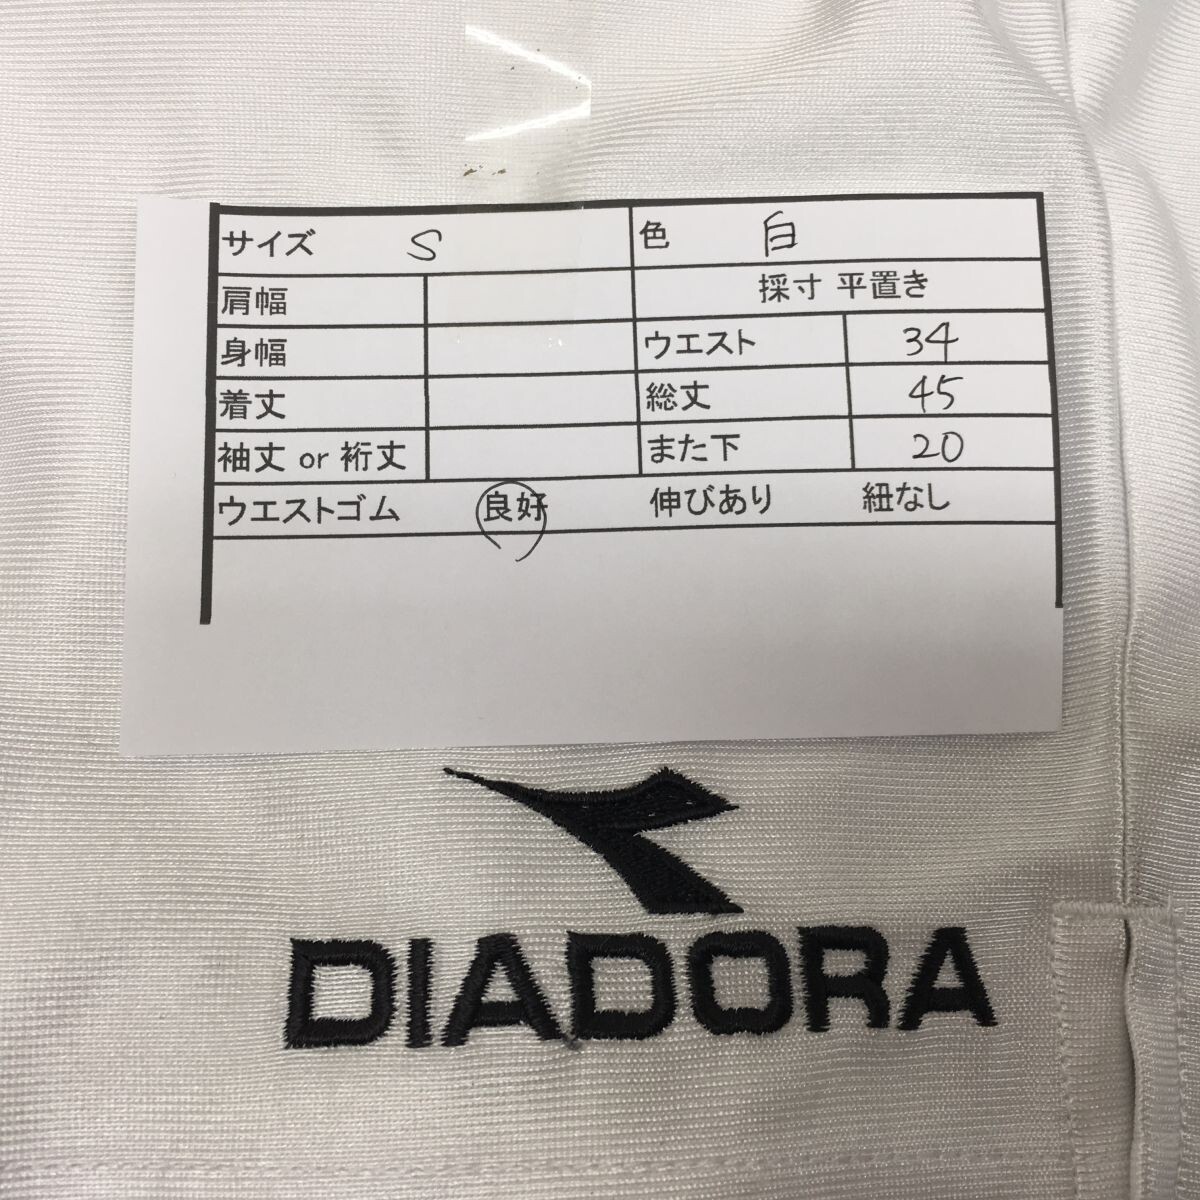 サイズ S 色 白
肩幅 採寸 平置き
身幅 ウエスト 34
着丈 総丈 45
袖丈 or 裄丈 また下 20
ウエストゴム 良好 伸びあり 紐なし
DIADORA